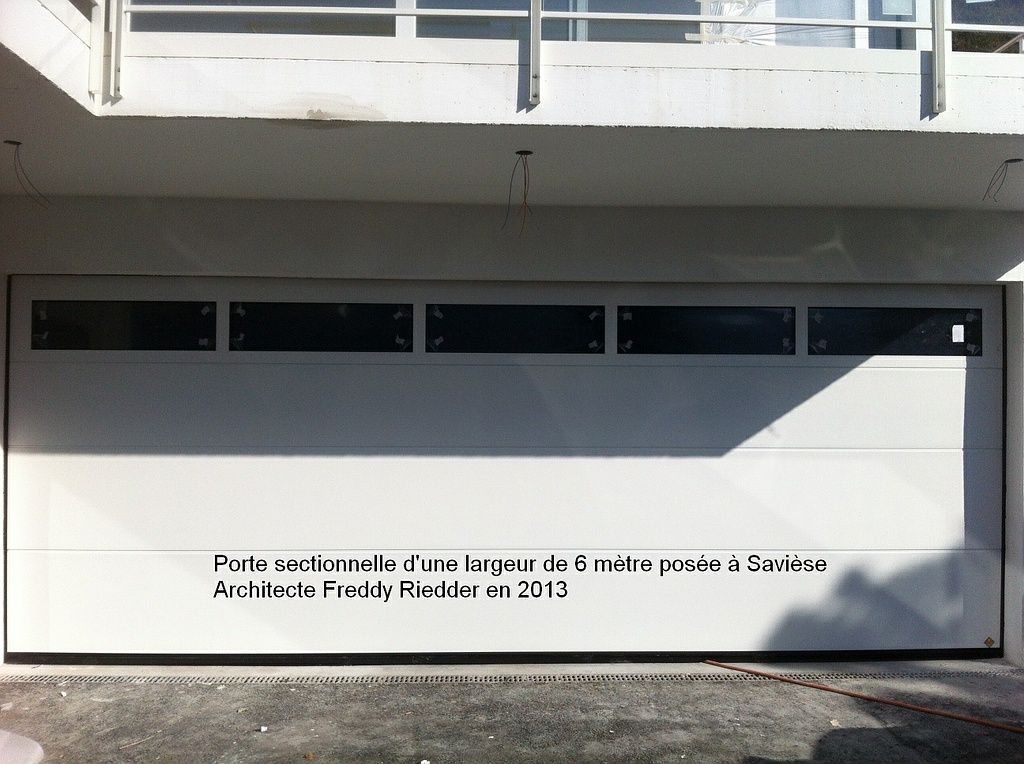 Porte sectionnelle d'une largeur de 6 mètre posée à Savièse
Architecte Freddy Riedder en 2013